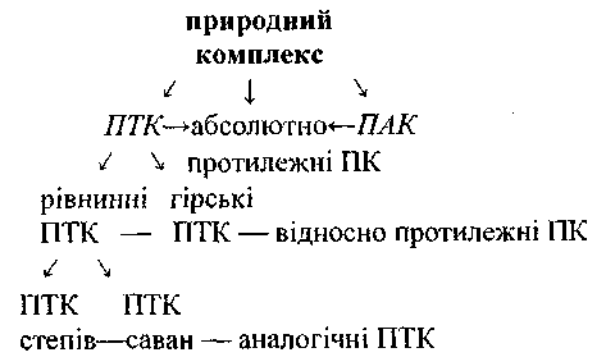 природний
комплекс
↙ ↓ ↘
ПТК→абсолютно←ПАК
↙ ↘ протилежні ПК
рівнинні гірські
ПТК — ПТК — відносно протилежні ПК
↙ ↘
ПТК ПТК
степів—саван — аналогічні ПТК